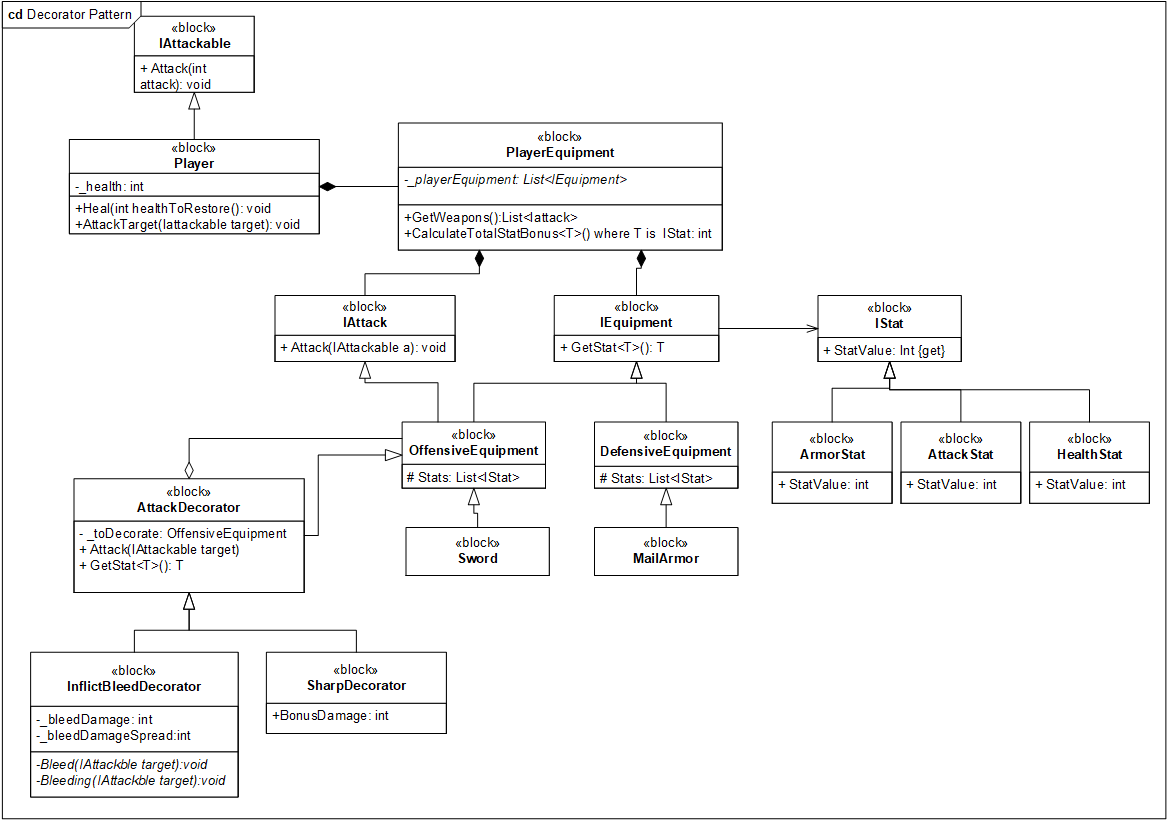 cd Decorator Pattern
«block»
IAttackable
+ Attack(int
attack): void
«block»
Player
-_health: int
+Heal(int healthToRestore(): void
+AttackTarget(Iattackable target): void
«block»
PlayerEquipment
-_playerEquipment: List<IEquipment>
+GetWeapons():List<Iattack>
+CalculateTotalStatBonus<T>() where T is IStat: int
«block»
IAttack
+ Attack(IAttackable a): void
«block»
IEquipment
+ GetStat<T>(): T
«block»
IStat
+ StatValue: Int {get}
«block»
OffensiveEquipment
# Stats: List<IStat>
«block»
DefensiveEquipment
# Stats: List<IStat>
«block»
ArmorStat
+ StatValue: int
«block»
AttackStat
+ StatValue: int
«block»
HealthStat
+ StatValue: int
«block»
AttackDecorator
- _toDecorate: OffensiveEquipment
+ Attack(IAttackable target)
+ GetStat<T>(): T
«block»
Sword
«block»
MailArmor
«block»
InflictBleedDecorator
-_bleedDamage: int
-_bleedDamageSpread:int
-Bleed(IAttackble target):void
-Bleeding(IAttackble target):void
«block»
SharpDecorator
+BonusDamage: int